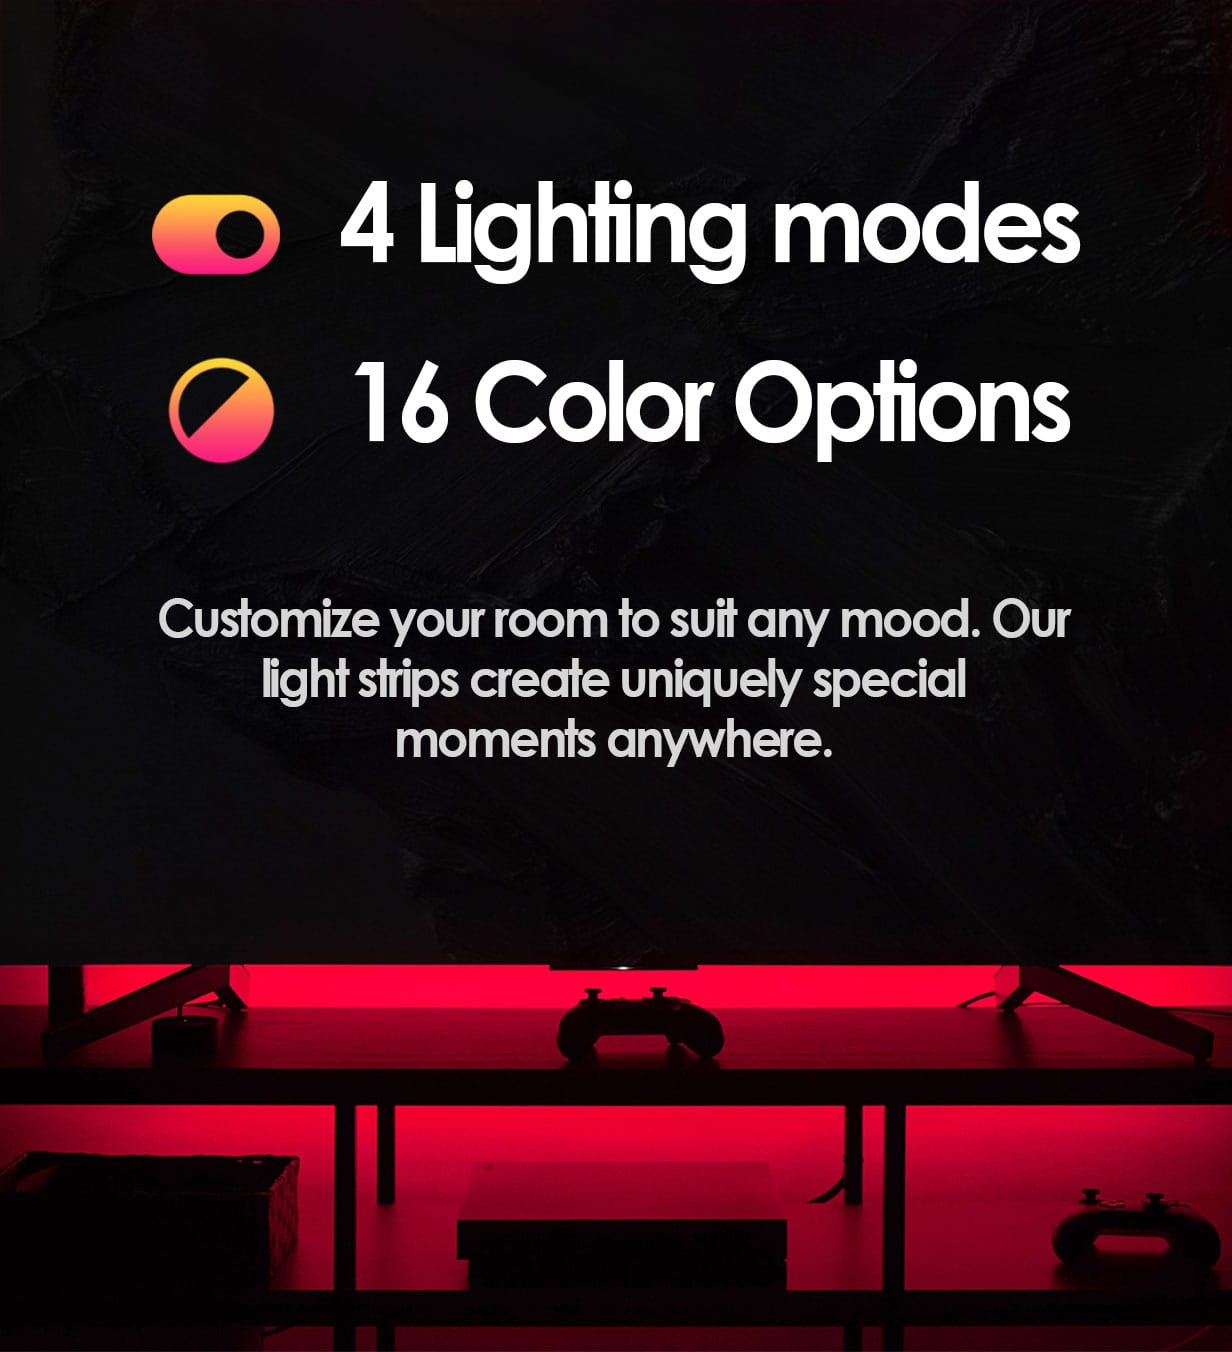 4 Lighting modes
16 Color Options
Customize your room to suit any mood. Our
light strips create uniquely special
moments anywhere.